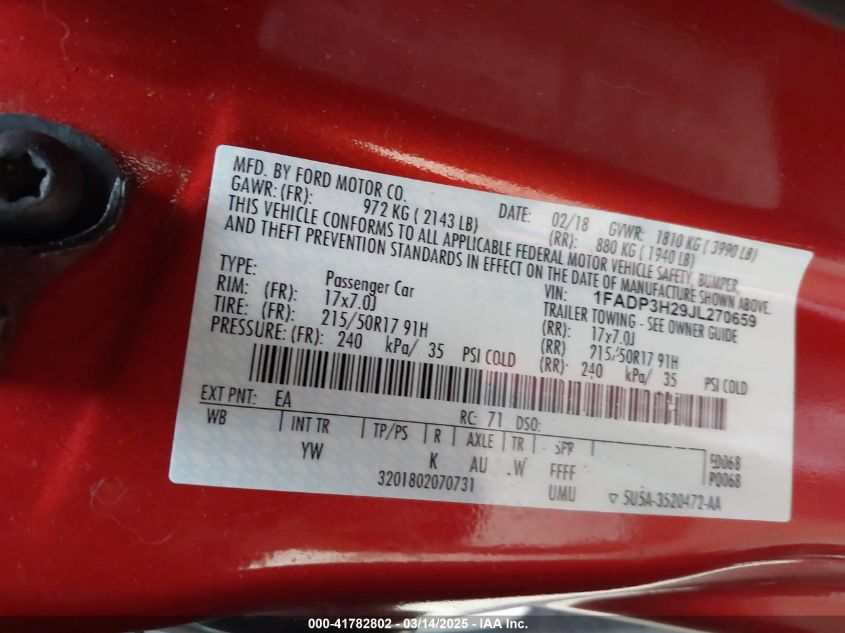 MFD. BY FORD MOTOR CO. DATE: 02/18 GVWR: 1810 KG ( 3990 LB)
GAWR: (FR): 972 KG ( 2143 LB) (RR): 880 KG ( 1940 LB)
THIS VEHICLE CONFORMS TO ALL APPLICABLE FEDERAL MOTOR VEHICLE SAFETY, BUMPER,
AND THEFT PREVENTION STANDARDS IN EFFECT ON THE DATE OF MANUFACTURE SHOWN ABOVE.
VIN: 1FADP3H29JL270659
TYPE: Passenger Car TRAILER TOWING - SEE OWNER GUIDE
RIM: (FR): 17x7.0J (RR): 17x7.0J
TIRE: (FR): 215/50R17 91H (RR) 215/50R17 91H
PRESSURE: (FR): 240 kPa/ 35 PSI COLD (RR): 240 kPa/ 35 PSI COLD
EXT PNT: EA RC: 71 DSO:
WB INT TR TP/PS R AXLE TR SPR F0068
YW K AU W FFFF P0068
3201802070731 UMU ▽ 5U5A-3520472-AA
000-41782802 - 03/14/2025 - IAA Inc.